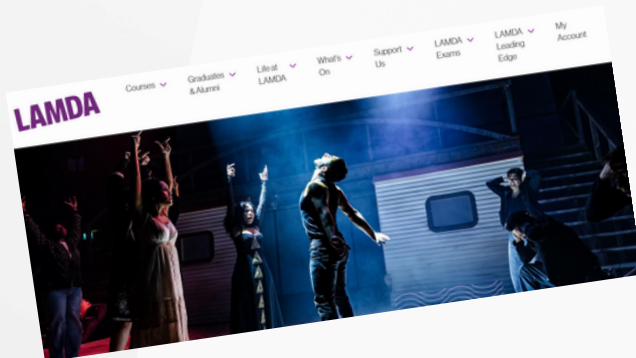 LAMDA
Courses
Graduates
& Alumni
Life at
LAMDA
What's
On
Support
Us
LAMDA
Exams
LAMDA
Leading
Edge
My
Account